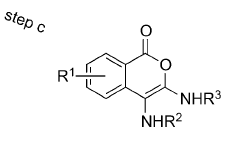 step c
O
O
R¹
NHR³
NHR²